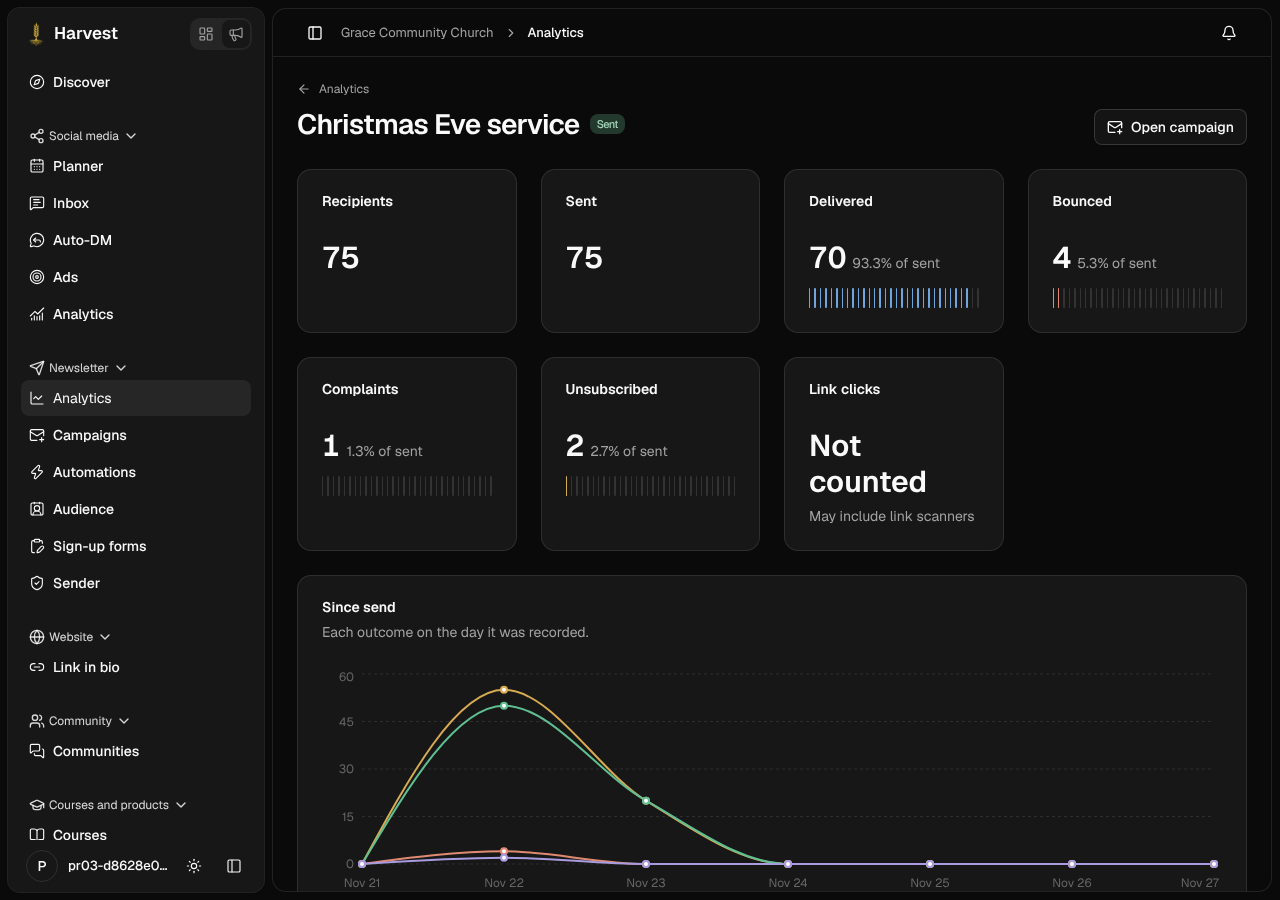 Harvest
Discover
Social media
Planner
Inbox
Auto-DM
Ads
Analytics
Newsletter
Analytics
Campaigns
Automations
Audience
Sign-up forms
Sender
Website
Link in bio
Community
Communities
Courses and products
Courses
P
pr03-d8628e0...
Grace Community Church
Analytics
Analytics
Christmas Eve service
Sent
Open campaign
Recipients
75
Sent
75
Delivered
70 93.3% of sent
Bounced
4 5.3% of sent
Complaints
1 1.3% of sent
Unsubscribed
2 2.7% of sent
Link clicks
Not
counted
May include link scanners
Since send
Each outcome on the day it was recorded.
60
45
30
15
0
Nov 21
Nov 22
Nov 23
Nov 24
Nov 25
Nov 26
Nov 27